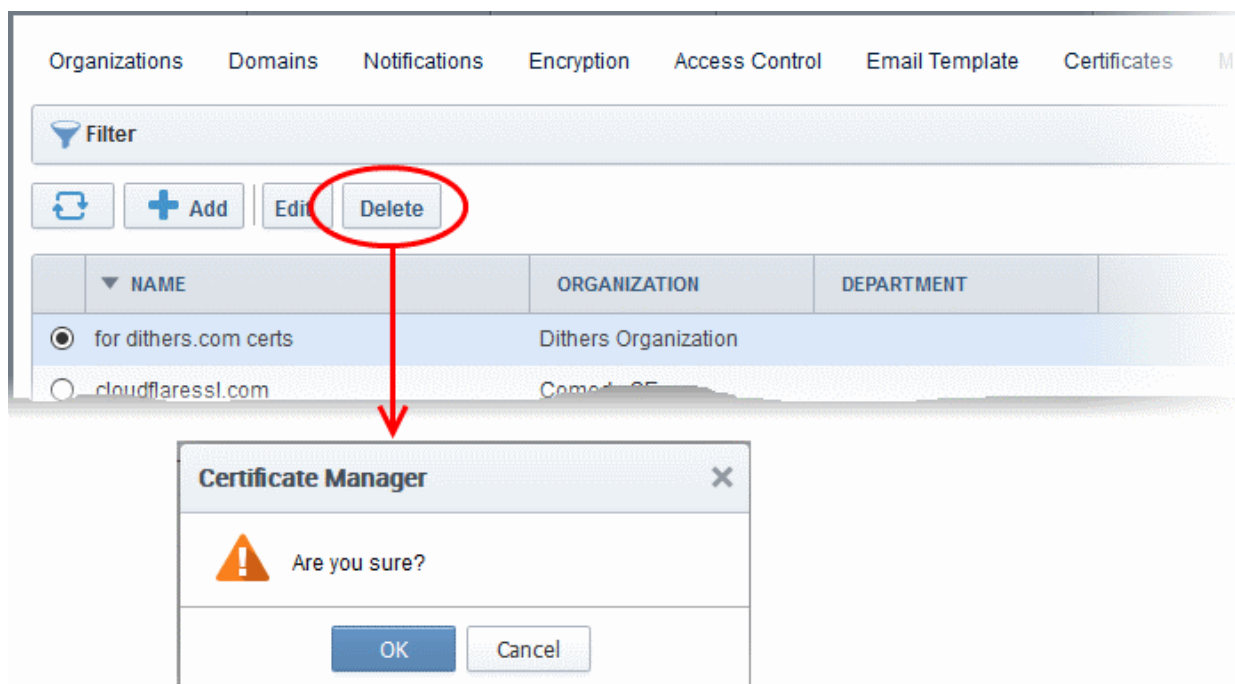 Organizations Domains Notifications Encryption Access Control Email Template Certificates M
Filter
Add Edit Delete
NAME ORGANIZATION DEPARTMENT
for dithers.com certs Dithers Organization
cloudflaressl.com
Certificate Manager
Are you sure?
OK Cancel